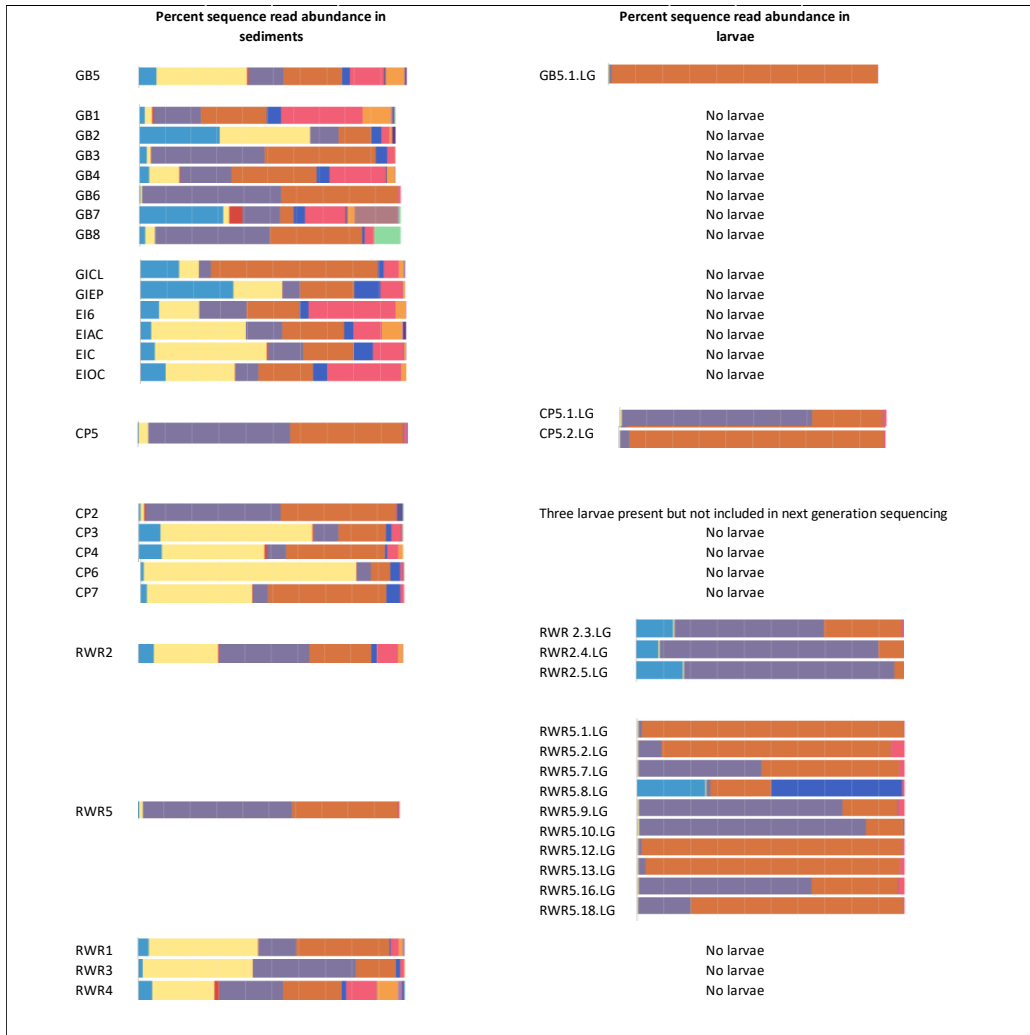 Percent sequence read abundance in
sediments
Percent sequence read abundance in
larvae
GB5
GB5.1.LG
GB1
No larvae
GB2
No larvae
GB3
No larvae
GB4
No larvae
GB6
No larvae
GB7
No larvae
GB8
No larvae
GICL
No larvae
GIEP
No larvae
EI6
No larvae
EIAC
No larvae
EIC
No larvae
EIOC
No larvae
CP5
CP5.1.LG
CP5.2.LG
CP2
Three larvae present but not included in next generation sequencing
CP3
No larvae
CP4
No larvae
CP6
No larvae
CP7
No larvae
RWR2
RWR 2.3.LG
RWR2.4.LG
RWR2.5.LG
RWR5
RWR5.1.LG
RWR5.2.LG
RWR5.7.LG
RWR5.8.LG
RWR5.9.LG
RWR5.10.LG
RWR5.12.LG
RWR5.13.LG
RWR5.16.LG
RWR5.18.LG
RWR1
No larvae
RWR3
No larvae
RWR4
No larvae